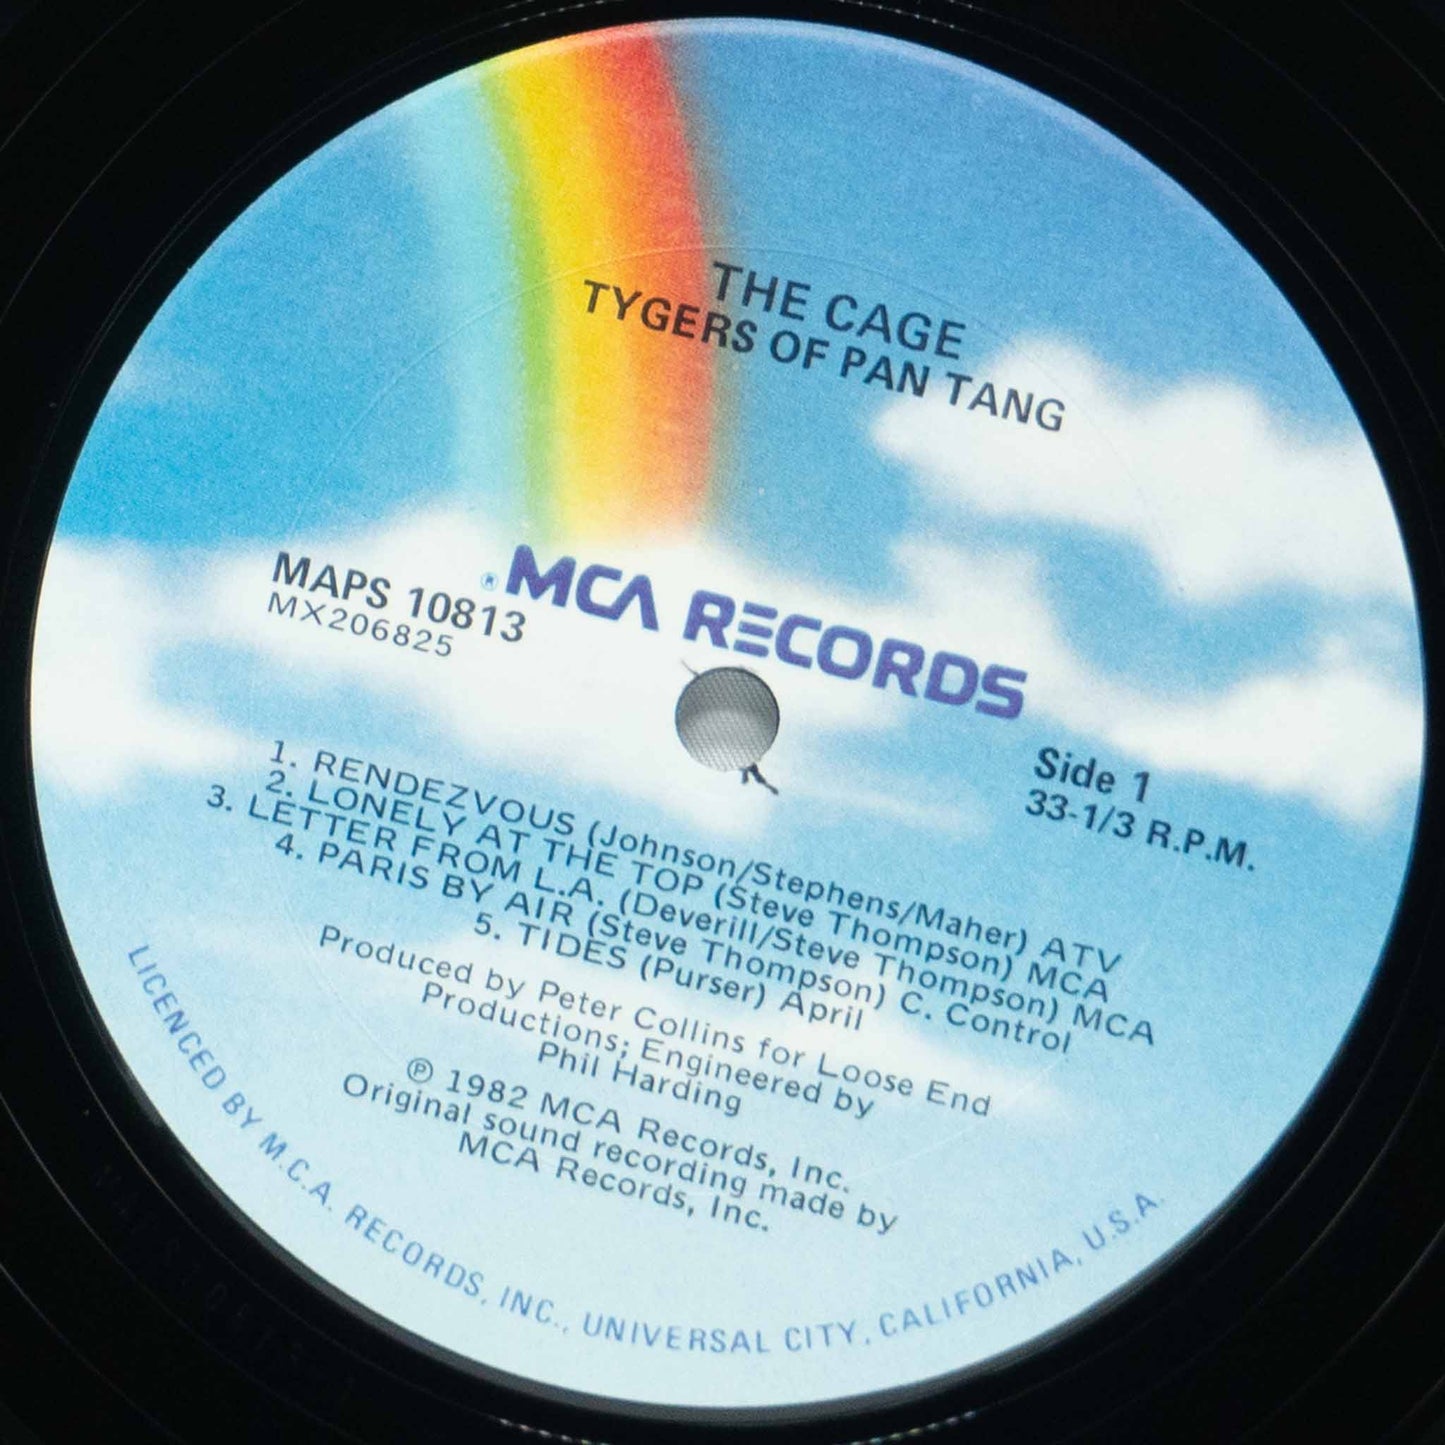 THE CAGE
TYGERS OF PAN TANG
MAPS 10813
MX206825
® MCA RECORDS
Side 1
33-1/3 R.P.M.
1. RENDEZVOUS (Johnson/Stephens/Maher) ATV
2. LONELY AT THE TOP (Steve Thompson) MCA
3. LETTER FROM L.A. (Deverill/Steve Thompson) MCA
4. PARIS BY AIR (Steve Thompson) C. Control
5. TIDES (Purser) April
Produced by Peter Collins for Loose End
Productions; Engineered by
Phil Harding
℗ 1982 MCA Records, Inc.
Original sound recording made by
MCA Records, Inc.
LICENCED BY M.C.A. RECORDS, INC., UNIVERSAL CITY, CALIFORNIA, U.S.A.